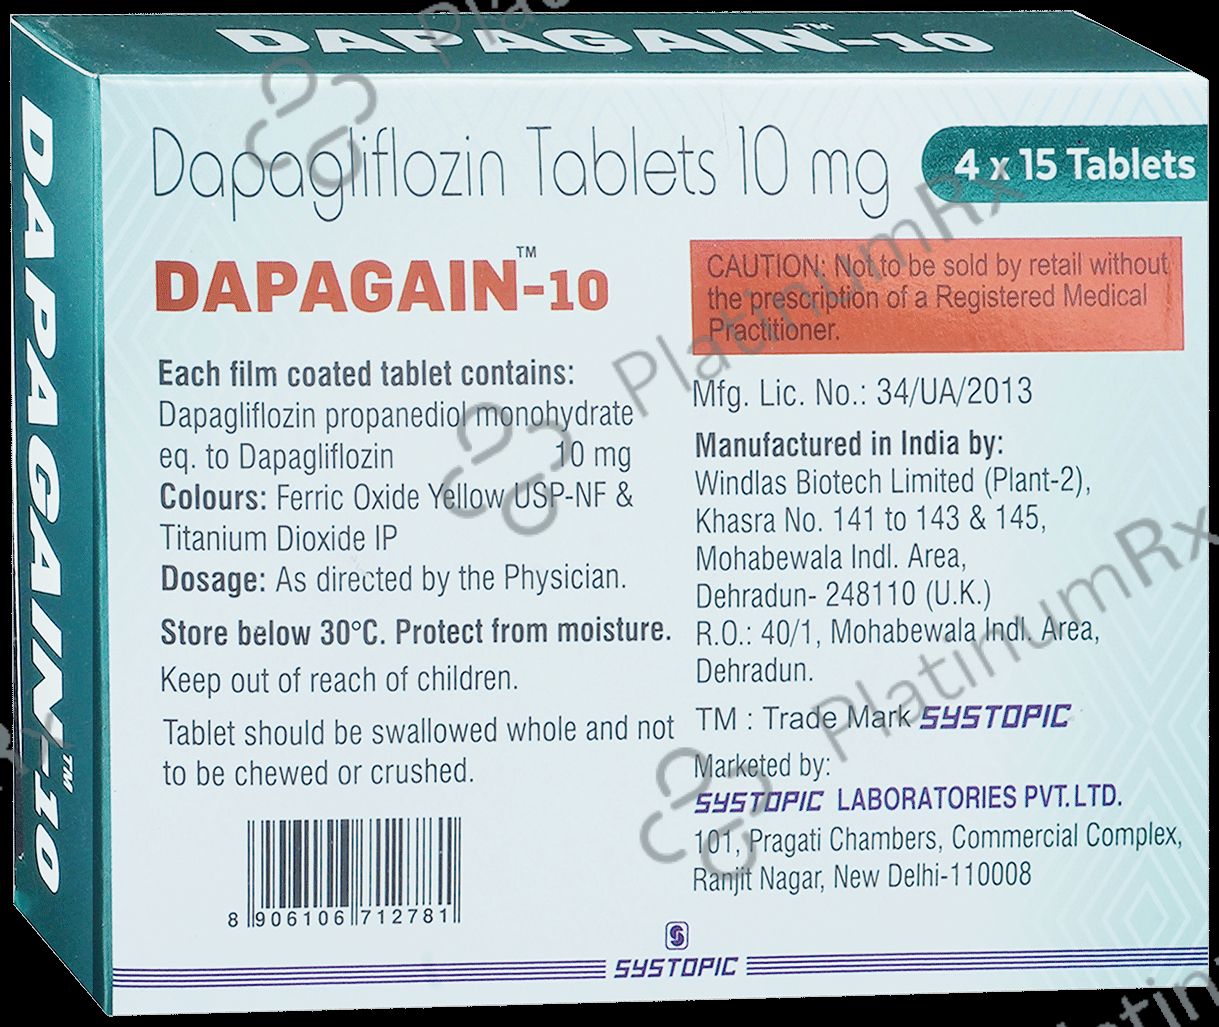 DAPAGAIN™-10
DAPAGAIN™-10
Dapagliflozin Tablets 10 mg
4 x 15 Tablets
DAPAGAIN™-10
CAUTION: Not to be sold by retail without
the prescription of a Registered Medical
Practitioner.
Each film coated tablet contains:
Dapagliflozin propanediol monohydrate
eq. to Dapagliflozin 10 mg
Colours: Ferric Oxide Yellow USP-NF &
Titanium Dioxide IP
Dosage: As directed by the Physician.
Store below 30°C. Protect from moisture.
Keep out of reach of children.
Tablet should be swallowed whole and not
to be chewed or crushed.
8 906106 712781
Mfg. Lic. No.: 34/UA/2013
Manufactured in India by:
Windlas Biotech Limited (Plant-2),
Khasra No. 141 to 143 & 145,
Mohabewala Indl. Area,
Dehradun- 248110 (U.K.)
R.O.: 40/1, Mohabewala Indl. Area,
Dehradun.
TM : Trade Mark SYSTOPIC
Marketed by:
SYSTOPIC LABORATORIES PVT. LTD.
101, Pragati Chambers, Commercial Complex,
Ranjit Nagar, New Delhi-110008
SYSTOPIC
PlatinumRx
PlatinumRx
PlatinumRx